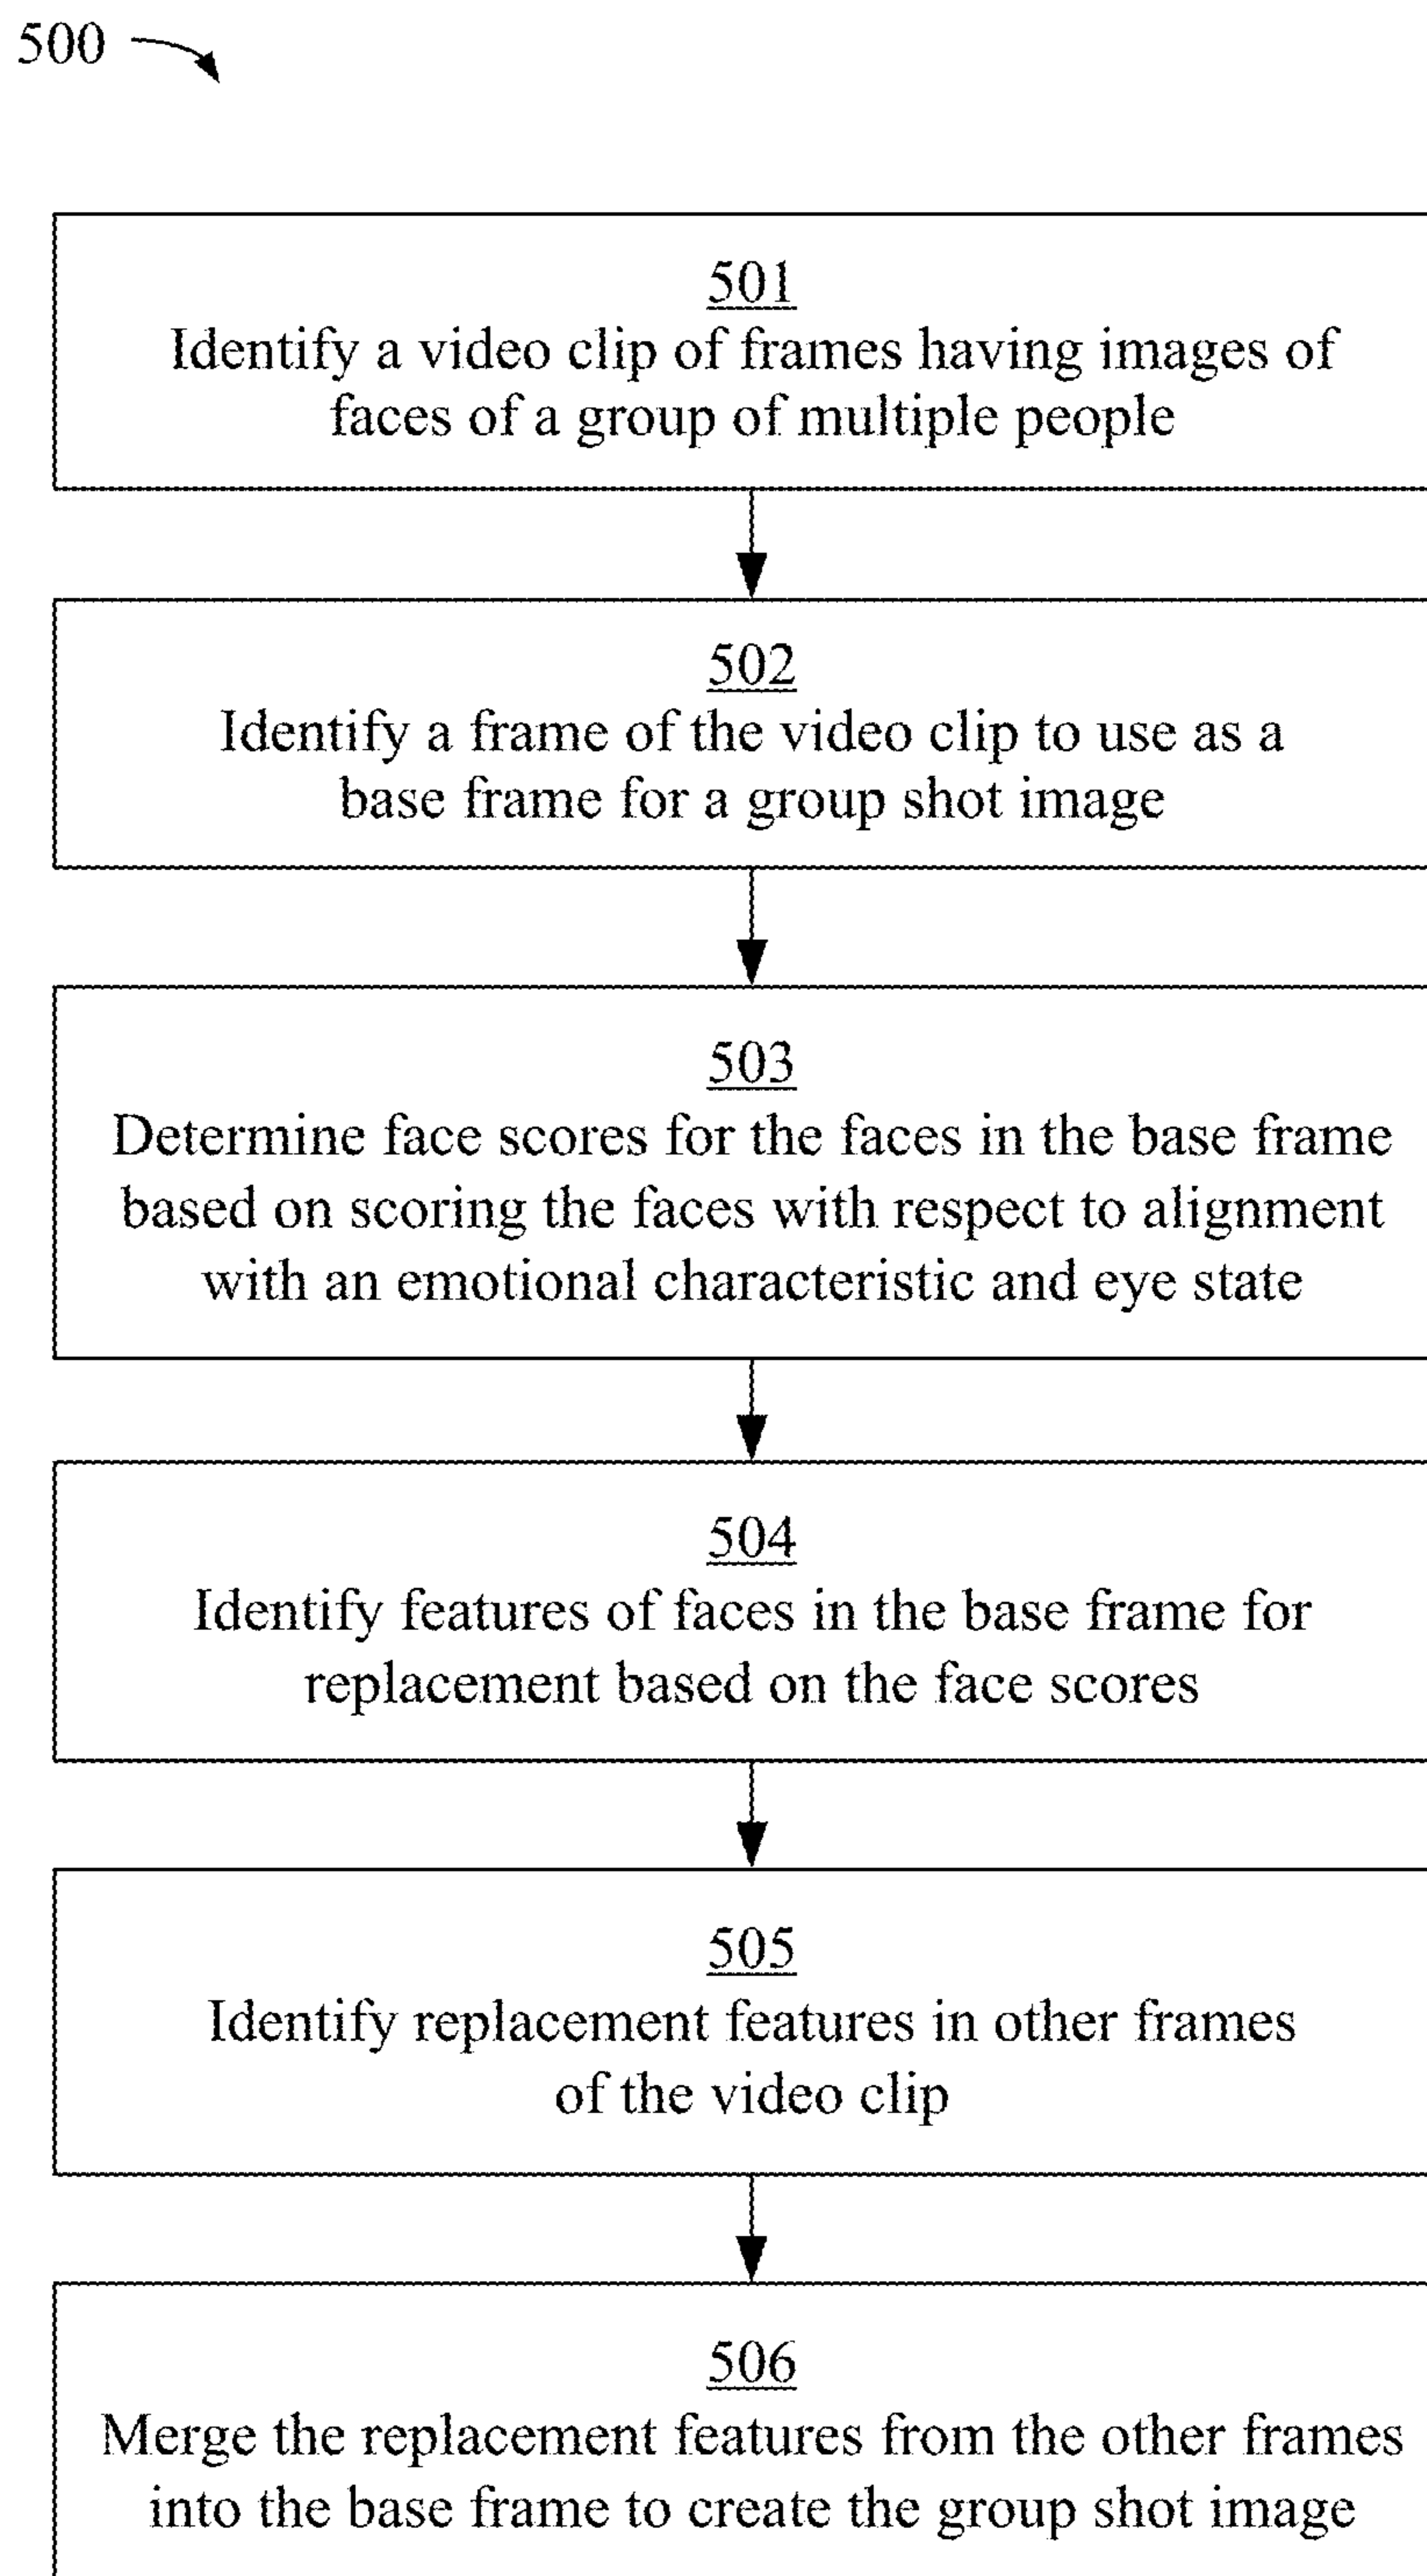 500
501
Identify a video clip of frames having images of
faces of a group of multiple people
502
Identify a frame of the video clip to use as a
base frame for a group shot image
503
Determine face scores for the faces in the base frame
based on scoring the faces with respect to alignment
with an emotional characteristic and eye state
504
Identify features of faces in the base frame for
replacement based on the face scores
505
Identify replacement features in other frames
of the video clip
506
Merge the replacement features from the other frames
into the base frame to create the group shot image